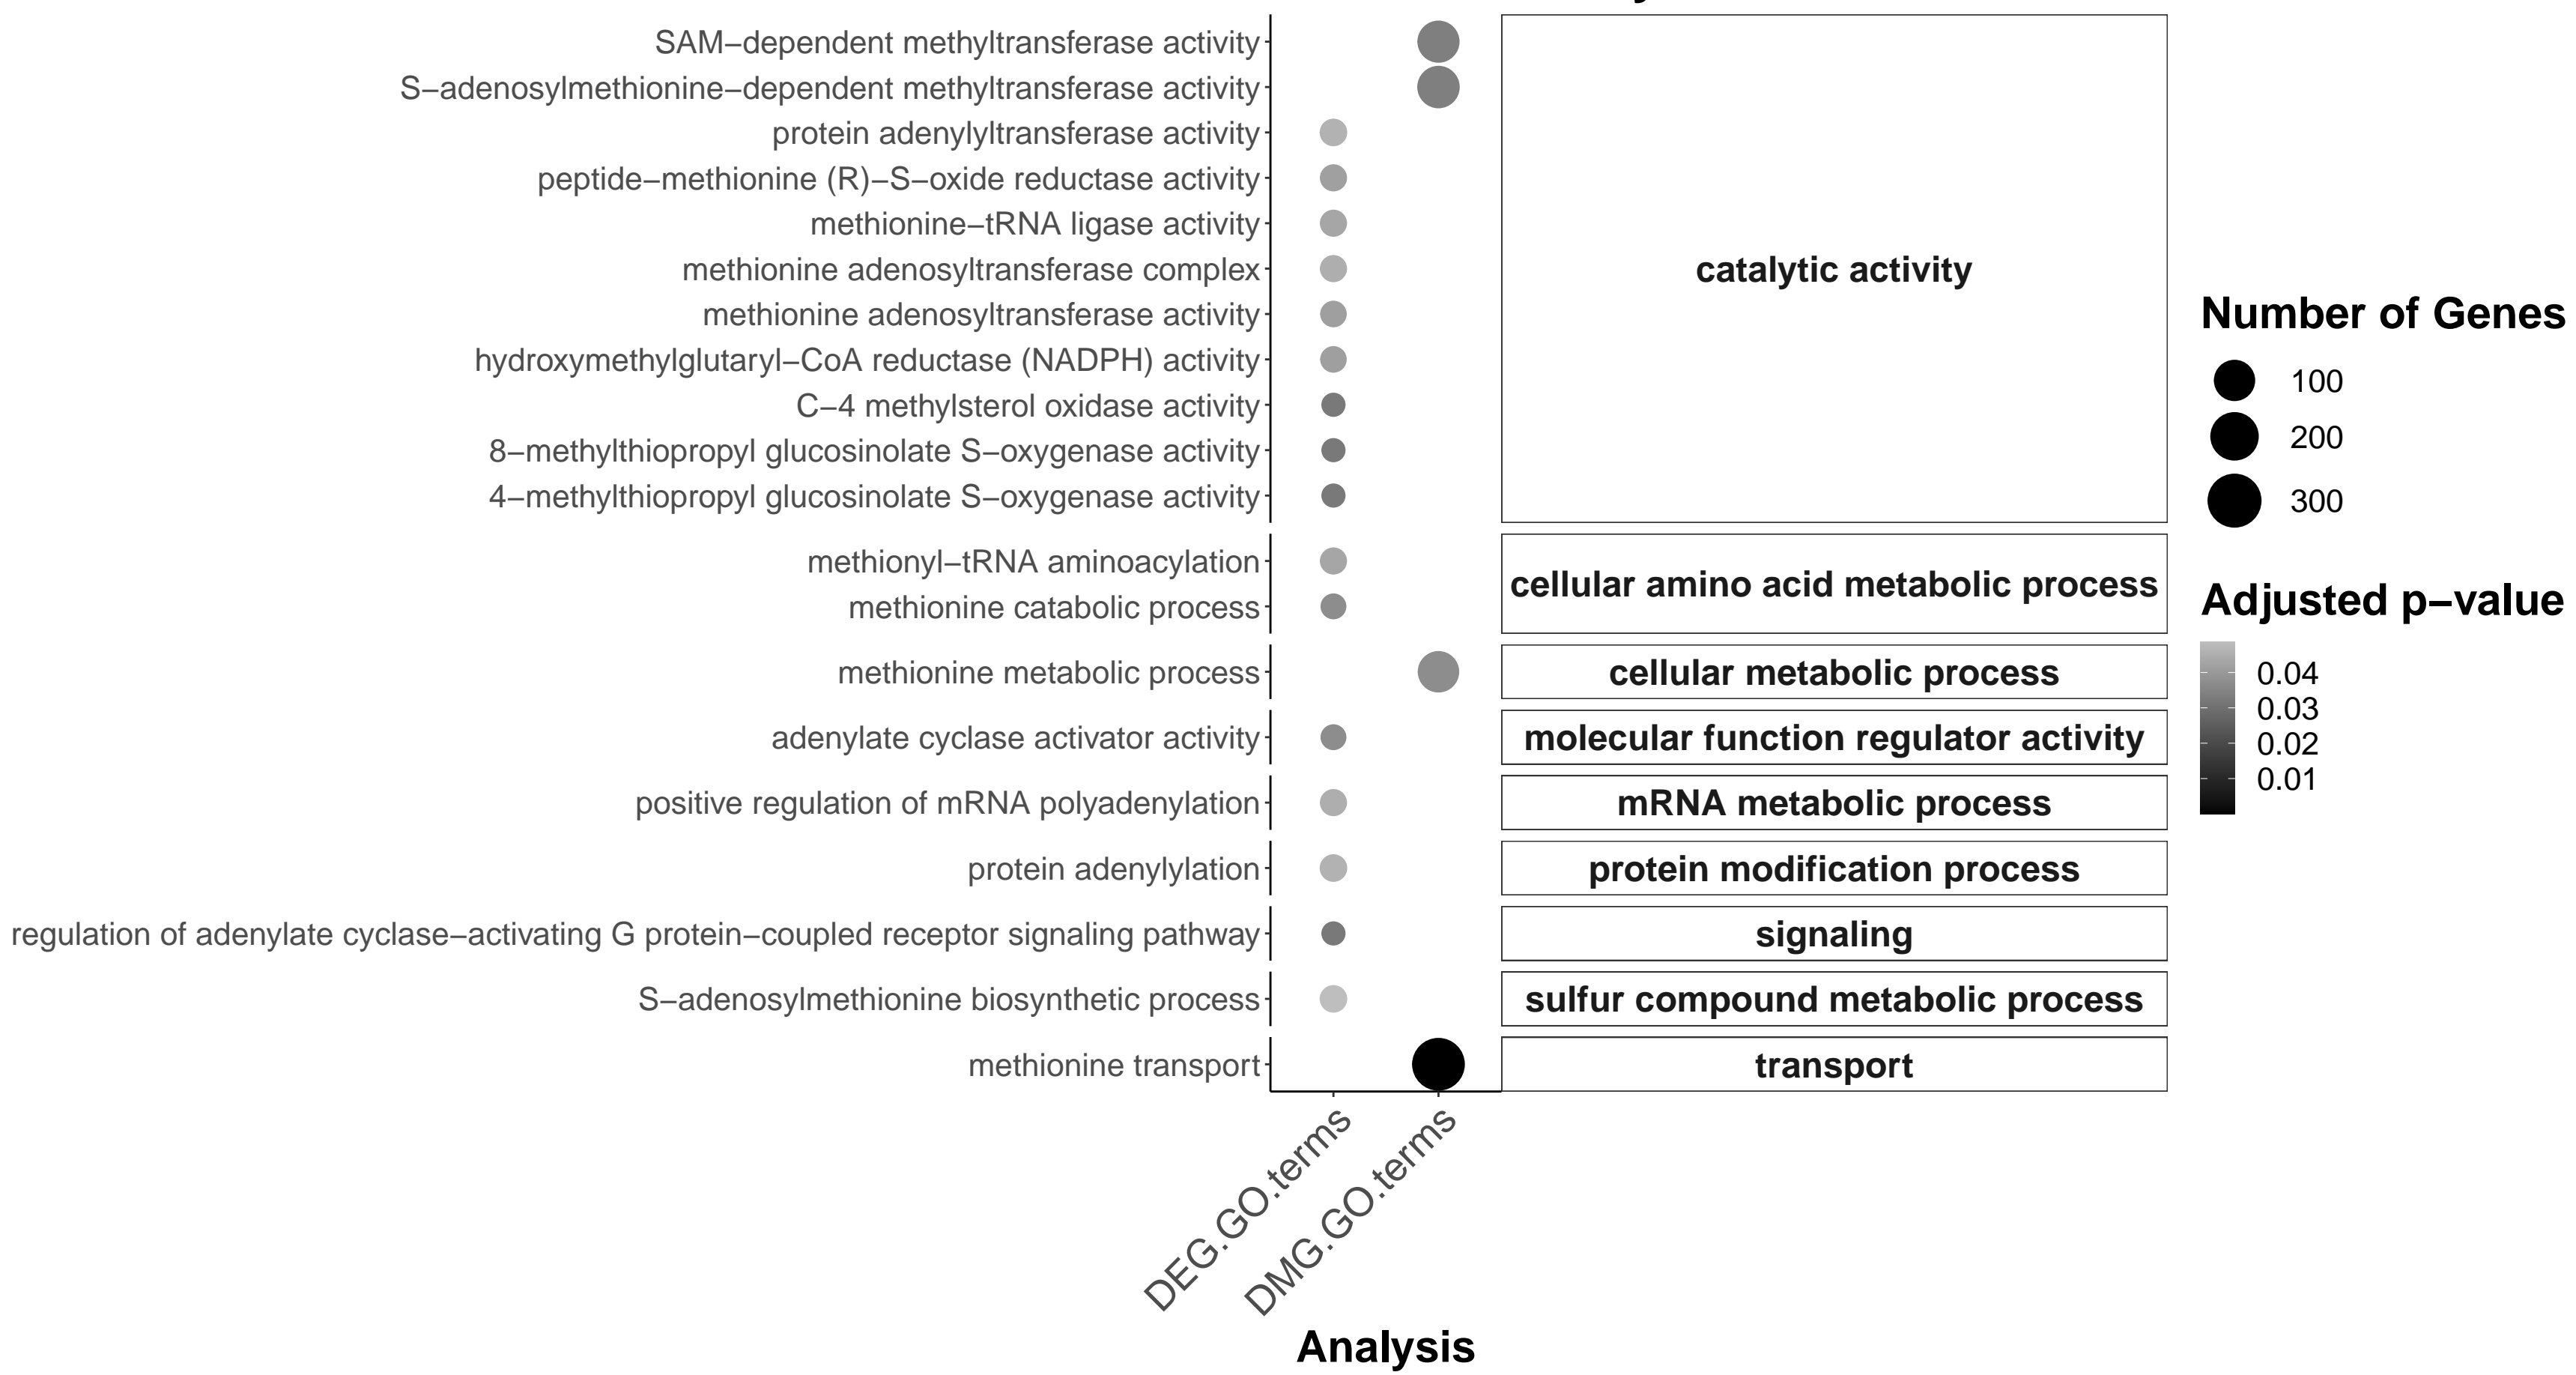 SAM−dependent methyltransferase activity
S−adenosylmethionine−dependent methyltransferase activity
protein adenylyltransferase activity
peptide−methionine (R)−S−oxide reductase activity
methionine−tRNA ligase activity
methionine adenosyltransferase complex
methionine adenosyltransferase activity
hydroxymethylglutaryl−CoA reductase (NADPH) activity
C−4 methylsterol oxidase activity
8−methylthiopropyl glucosinolate S−oxygenase activity
4−methylthiopropyl glucosinolate S−oxygenase activity
catalytic activity
methionyl−tRNA aminoacylation
methionine catabolic process
cellular amino acid metabolic process
methionine metabolic process
cellular metabolic process
adenylate cyclase activator activity
molecular function regulator activity
positive regulation of mRNA polyadenylation
mRNA metabolic process
protein adenylylation
protein modification process
regulation of adenylate cyclase−activating G protein−coupled receptor signaling pathway
signaling
S−adenosylmethionine biosynthetic process
sulfur compound metabolic process
methionine transport
transport
DEG.GO.terms
DMG.GO.terms
Analysis
Number of Genes
100
200
300
Adjusted p−value
0.04
0.03
0.02
0.01